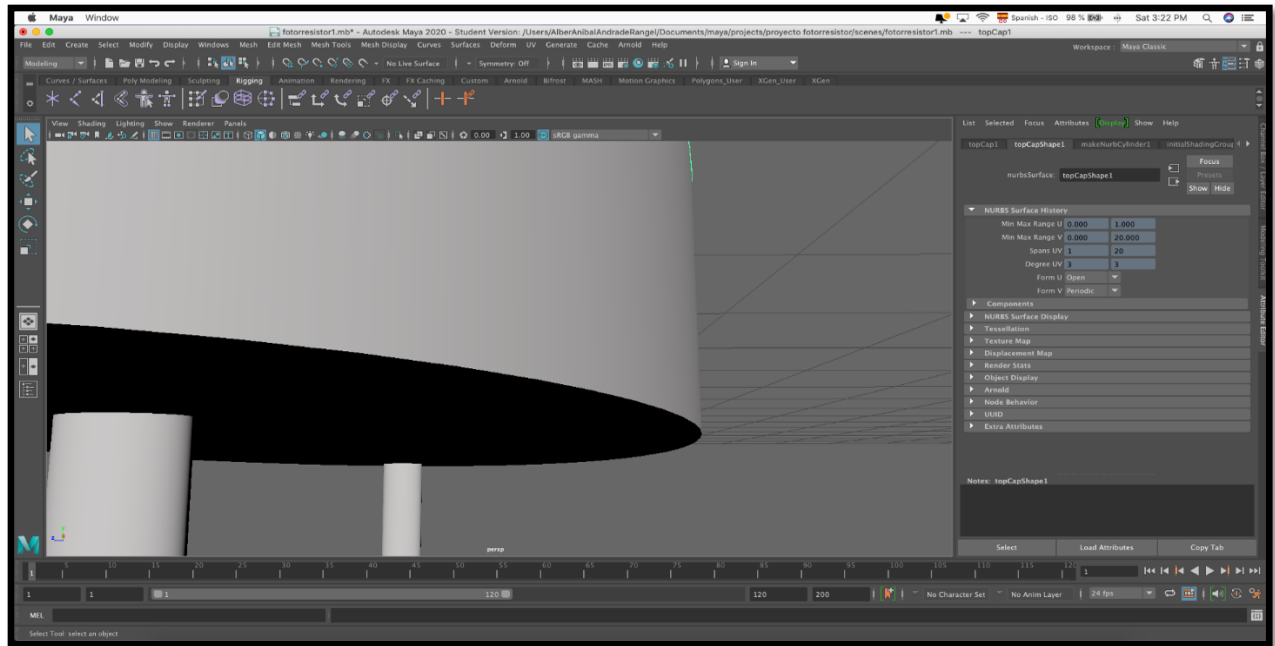 Maya Window Spanish - ISO 98 % Sat 3:22 PM
fotorresistor1.mb* - Autodesk Maya 2020 - Student Version: /Users/AlberAnibalAndradeRangel/Documents/maya/projects/proyecto fotorresistor/scenes/fotorresistor1.mb --- topCap1
File Edit Create Select Modify Display Windows Mesh Edit Mesh Mesh Tools Mesh Display Curves Surfaces Deform UV Generate Cache Arnold Help Workspace : Maya Classic
Modeling No Live Surface Symmetry: Off Sign In
Curves / Surfaces Poly Modeling Sculpting Rigging Animation Rendering FX FX Caching Custom Arnold Bifrost MASH Motion Graphics Polygons_User XGen_User XGen
View Shading Lighting Show Renderer Panels
0.00 1.00 sRGB gamma
List Selected Focus Attributes Display Show Help
topCap1 topCapShape1 makeNurbCylinder1 initialShadingGroup
Focus
nurbsSurface: topCapShape1 Presets
Show Hide
NURBS Surface History
Min Max Range U 0.000 1.000
Min Max Range V 0.000 20.000
Spans UV 1 20
Degree UV 3 3
Form U Open
Form V Periodic
Components
NURBS Surface Display
Tessellation
Texture Map
Displacement Map
Render Stats
Object Display
Arnold
Node Behavior
UUID
Extra Attributes
Notes: topCapShape1
Select Load Attributes Copy Tab
Channel Box / Layer Editor
Modeling Toolkit
Attribute Editor
persp
1 5 10 15 20 25 30 35 40 45 50 55 60 65 70 75 80 85 90 95 100 105 110 115 120 1
1 1 1 120 120 200 No Character Set No Anim Layer 24 fps
MEL
Select Tool: select an object